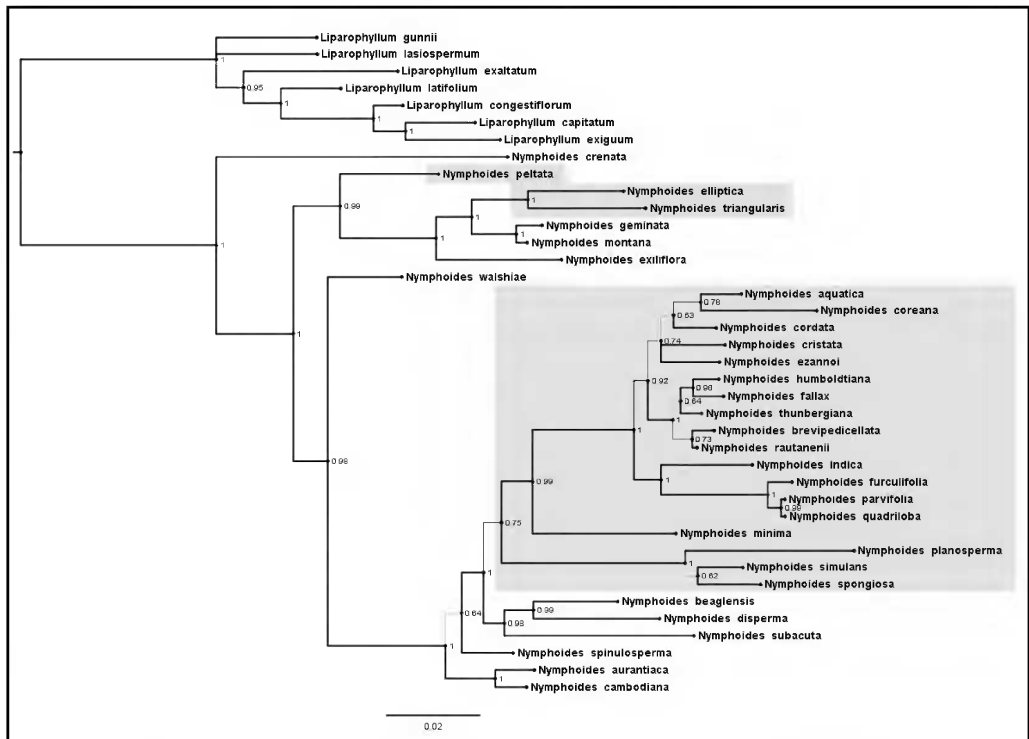 Liparophyllum gunnii
1
Liparophyllum lasiospermum
Liparophyllum exaltatum
0.95
Liparophyllum latifolium
1
Liparophyllum congestiflorum
1
Liparophyllum capitatum
1
Liparophyllum exiguum
Nymphoides crenata
Nymphoides peltata
Nymphoides elliptica
1
0.99
Nymphoides triangularis
1
Nymphoides geminata
1
Nymphoides montana
1
1
Nymphoides exiliflora
Nymphoides walshiae
Nymphoides aquatica
0.78
Nymphoides coreana
0.63
Nymphoides cordata
1
0.74
Nymphoides cristata
Nymphoides ezannoi
0.92
Nymphoides humboldtiana
0.98
Nymphoides fallax
0.64
Nymphoides thunbergiana
1
1
Nymphoides brevipedicellata
0.73
Nymphoides rautanenii
0.98
Nymphoides indica
1
0.99
Nymphoides furculifolia
1
Nymphoides parvifolia
0.99
Nymphoides quadriloba
0.75
Nymphoides minima
Nymphoides planosperma
1
Nymphoides simulans
1
0.62
Nymphoides spongiosa
Nymphoides beaglensis
0.99
0.64
Nymphoides disperma
0.98
Nymphoides subacuta
1
Nymphoides spinulosperma
Nymphoides aurantiaca
1
Nymphoides cambodiana
0.02